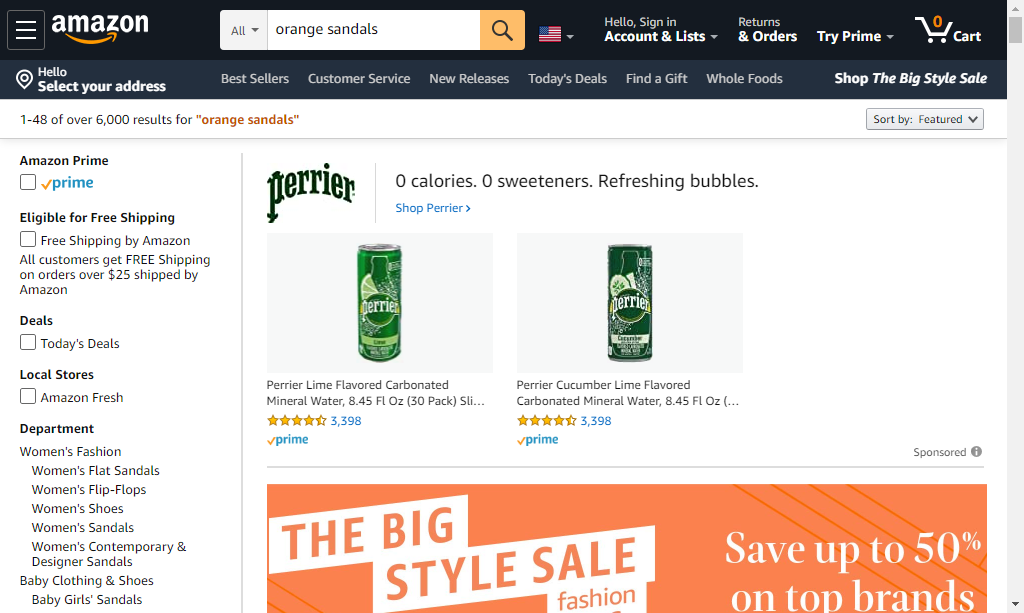 amazon
All
orange sandals
Hello, Sign in
Account & Lists
Returns
& Orders
Try Prime
0
Cart
Hello
Select your address
Best Sellers
Customer Service
New Releases
Today's Deals
Find a Gift
Whole Foods
Shop The Big Style Sale
1-48 of over 6,000 results for "orange sandals"
Sort by: Featured
Amazon Prime
prime
Eligible for Free Shipping
Free Shipping by Amazon
All customers get FREE Shipping
on orders over $25 shipped by
Amazon
Deals
Today's Deals
Local Stores
Amazon Fresh
Department
Women's Fashion
Women's Flat Sandals
Women's Flip-Flops
Women's Shoes
Women's Sandals
Women's Contemporary &
Designer Sandals
Baby Clothing & Shoes
Baby Girls' Sandals
perrier
0 calories. 0 sweeteners. Refreshing bubbles.
Shop Perrier
perrier
Lime
perrier
Cucumber
Perrier Lime Flavored Carbonated
Mineral Water, 8.45 Fl Oz (30 Pack) Sli…
3,398
prime
Perrier Cucumber Lime Flavored
Carbonated Mineral Water, 8.45 Fl Oz (…
3,398
prime
Sponsored
THE BIG
STYLE SALE
fashion
Save up to 50%
on top brands